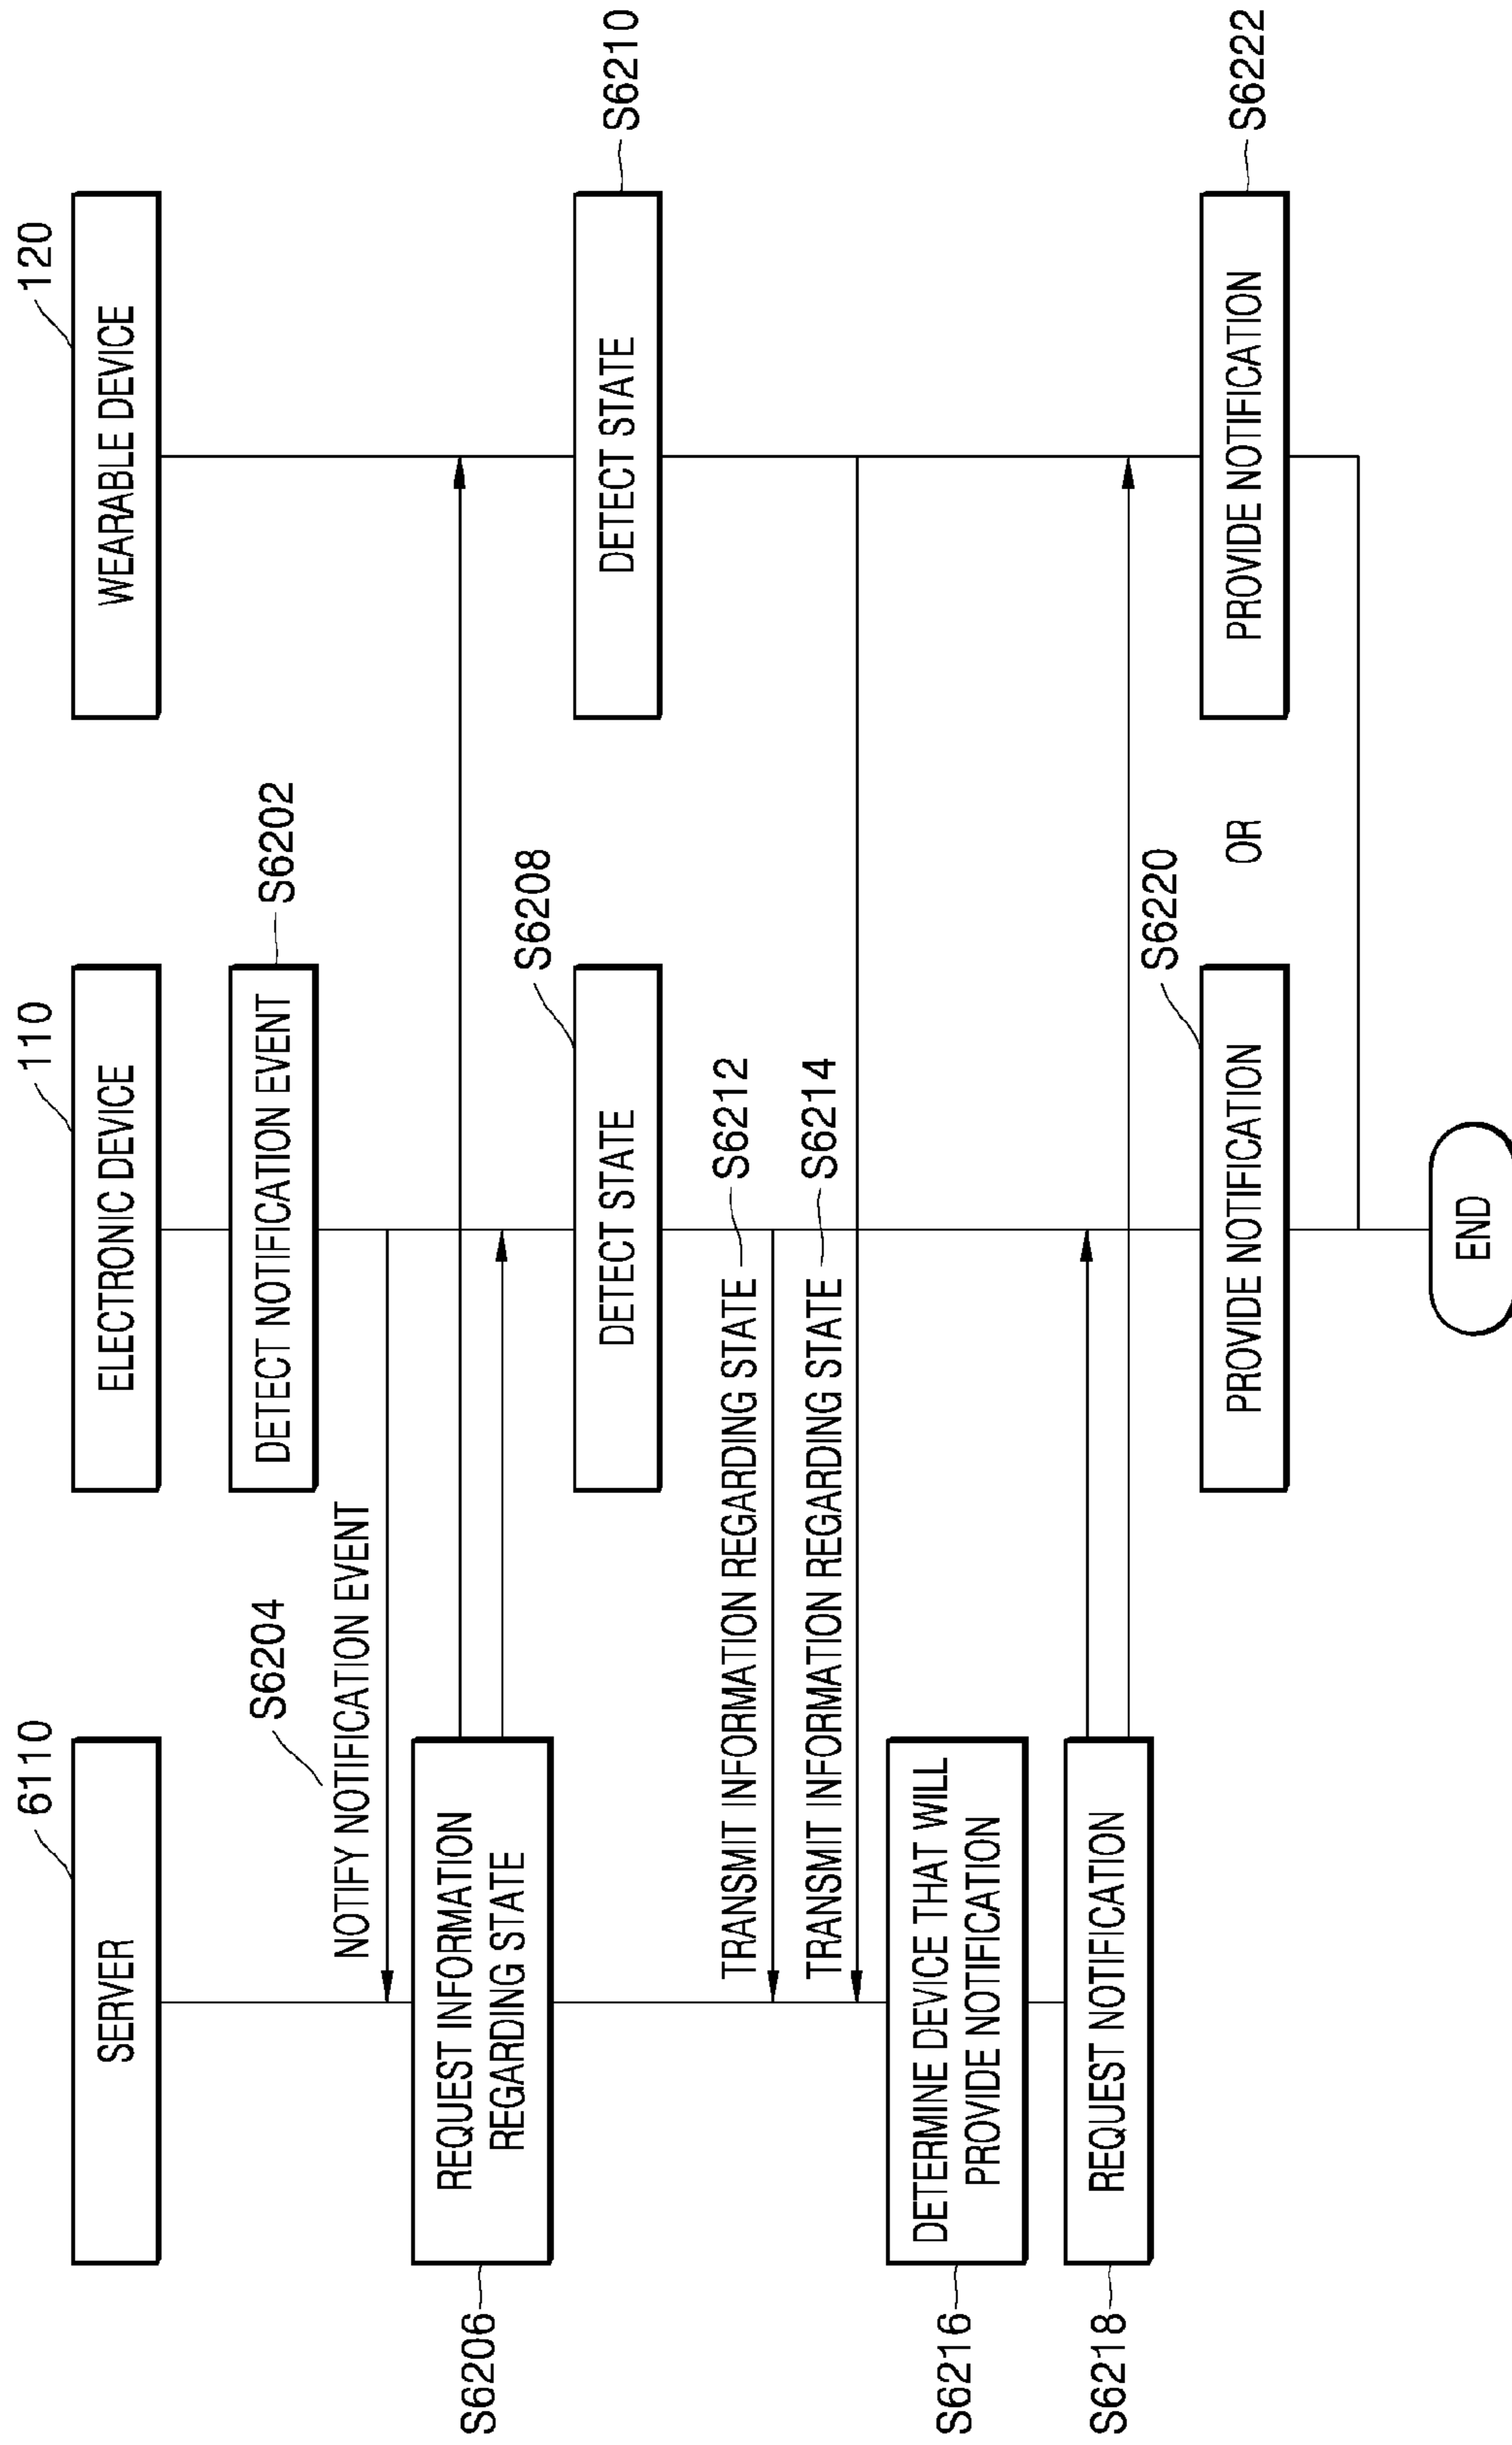 6110
110
120
SERVER
ELECTRONIC DEVICE
WEARABLE DEVICE
S6204
DETECT NOTIFICATION EVENT
S6202
NOTIFY NOTIFICATION EVENT
S6206
REQUEST INFORMATION
REGARDING STATE
S6208
DETECT STATE
DETECT STATE
S6210
TRANSMIT INFORMATION REGARDING STATE
S6212
TRANSMIT INFORMATION REGARDING STATE
S6214
S6216
DETERMINE DEVICE THAT WILL
PROVIDE NOTIFICATION
S6218
REQUEST NOTIFICATION
S6220
PROVIDE NOTIFICATION
OR
PROVIDE NOTIFICATION
S6222
END